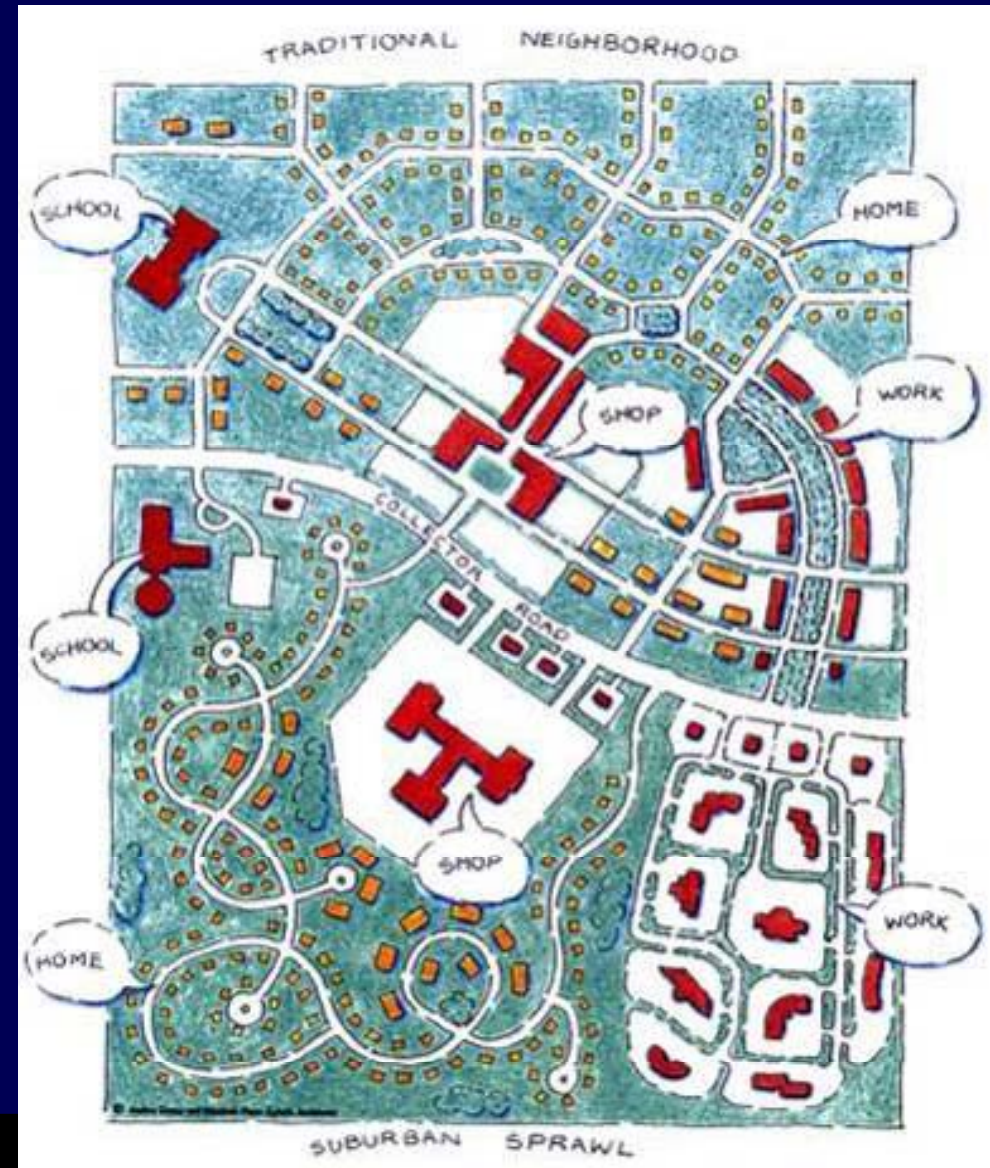 TRADITIONAL NEIGHBORHOOD
SCHOOL
HOME
WORK
SHOP
COLLECTOR ROAD
SCHOOL
SHOP
WORK
HOME
SUBURBAN SPRAWL